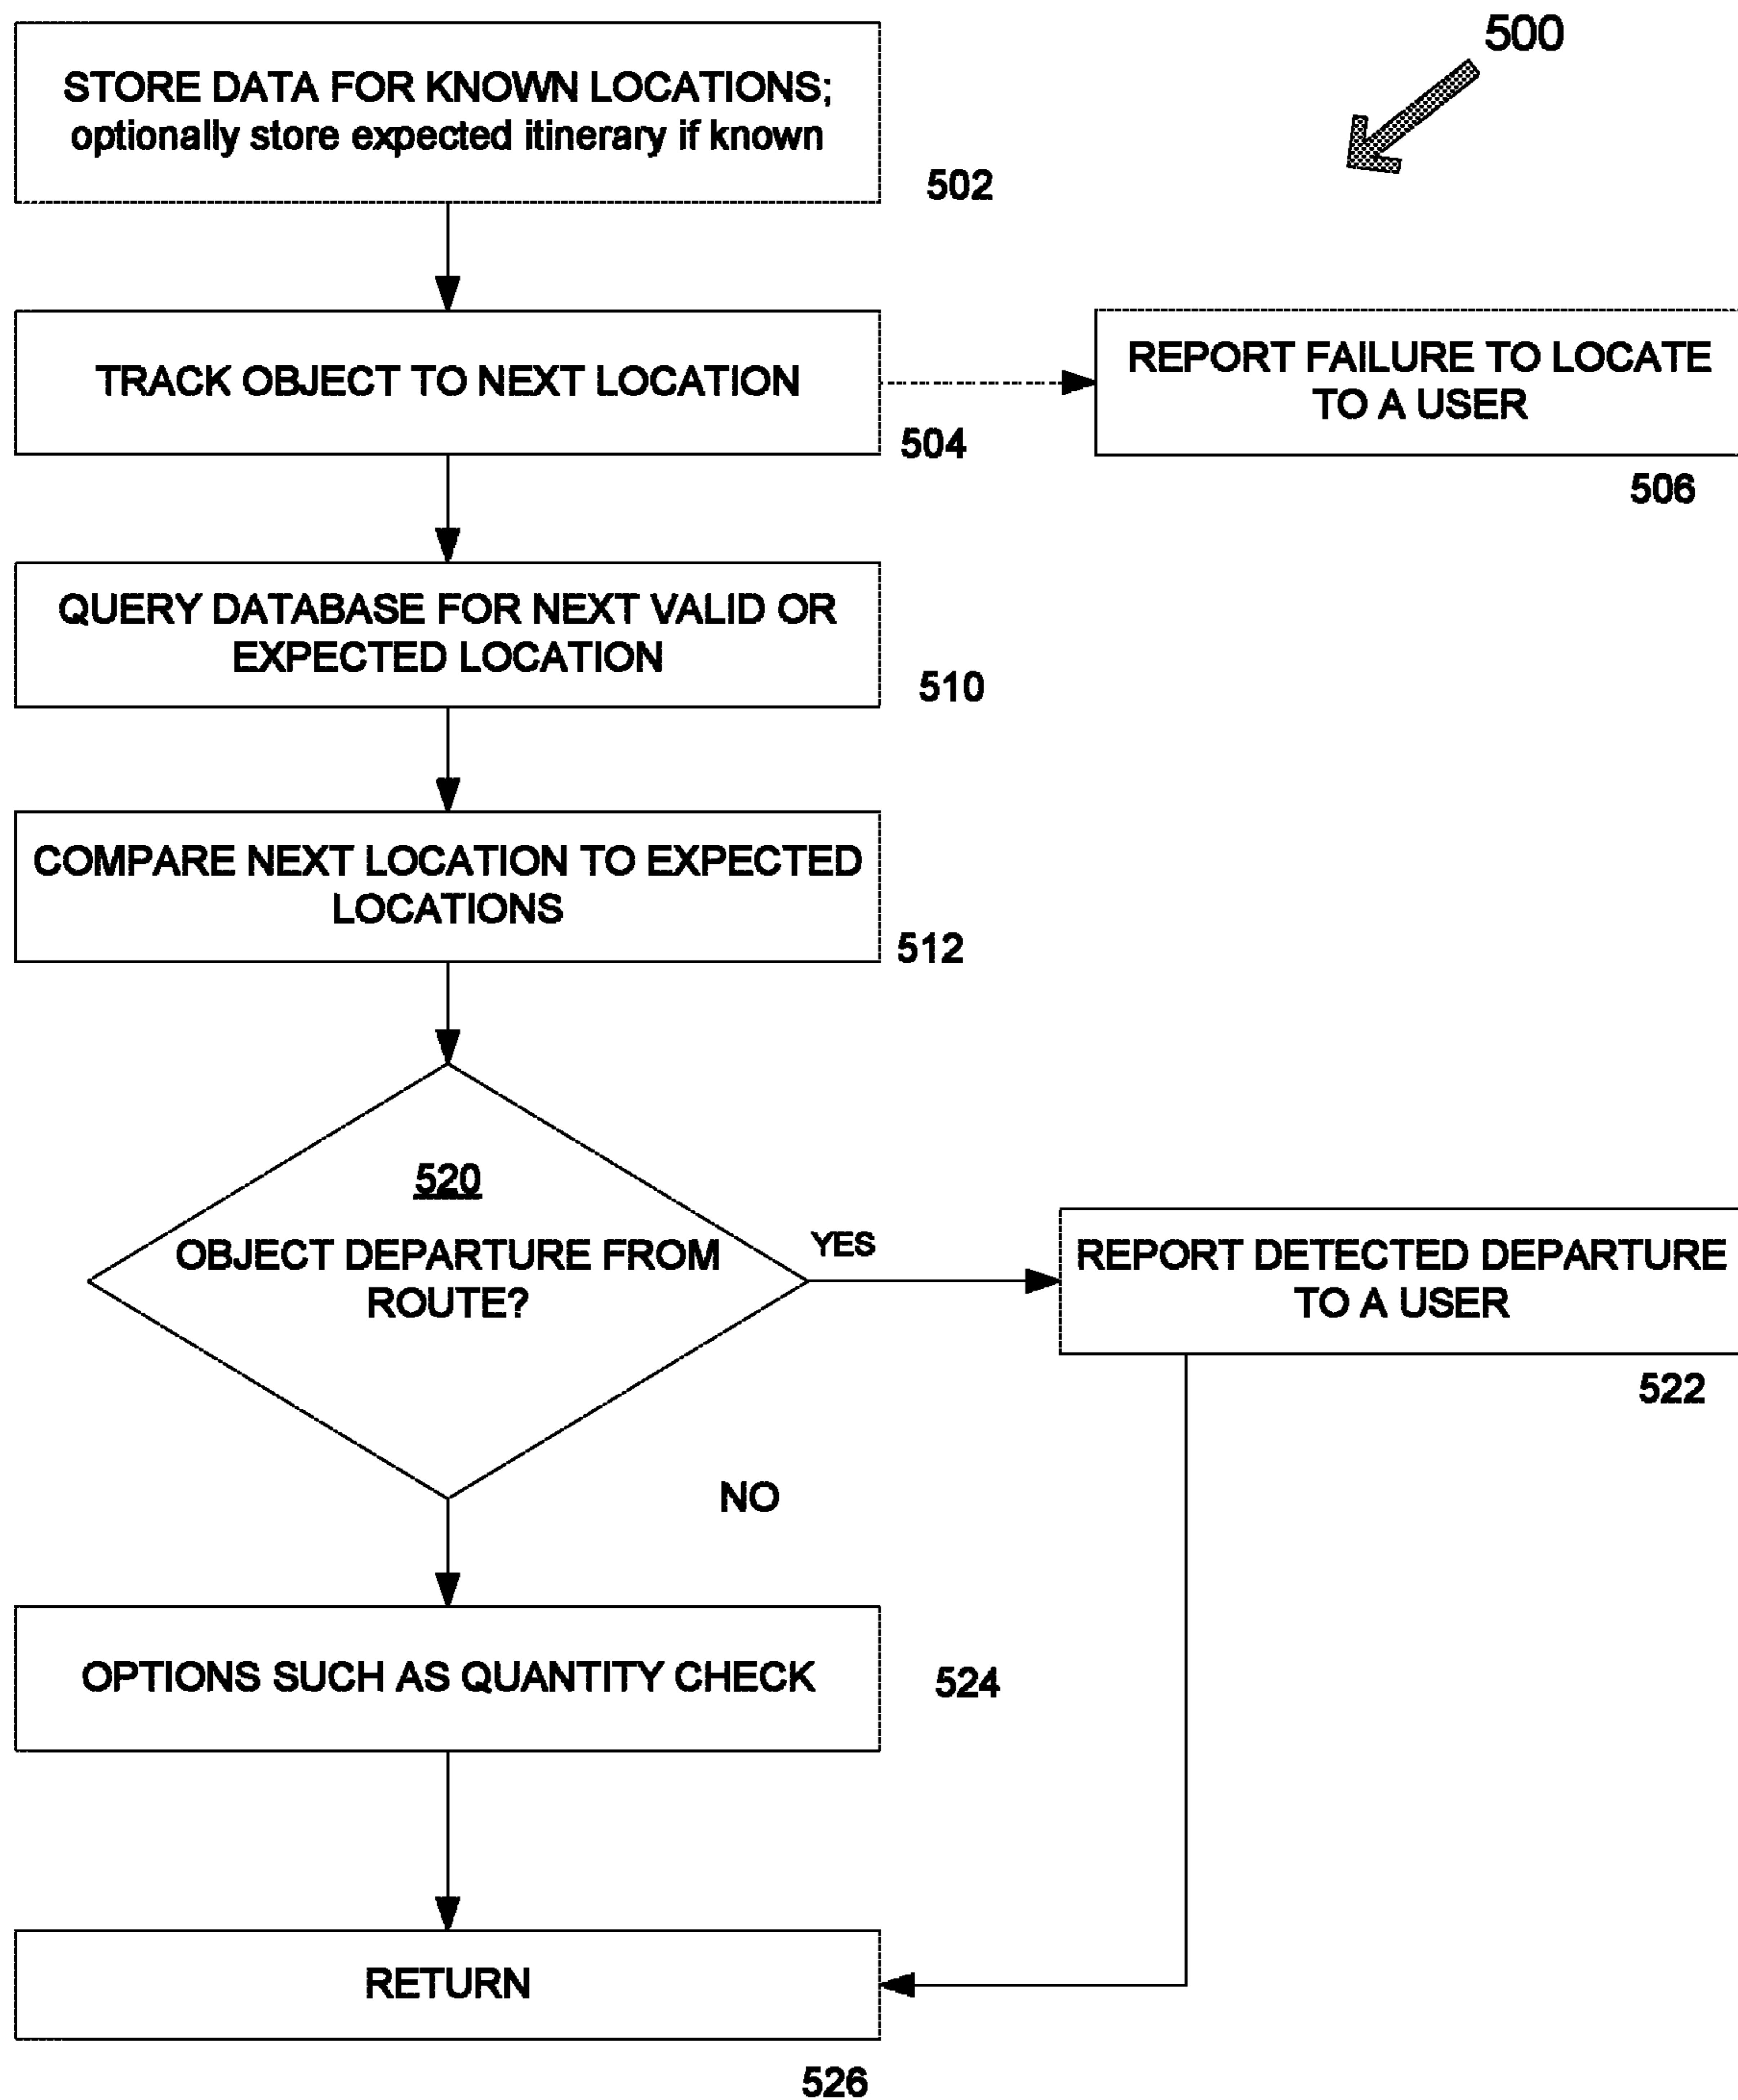 500
STORE DATA FOR KNOWN LOCATIONS;
optionally store expected itinerary if known
502
TRACK OBJECT TO NEXT LOCATION
504
REPORT FAILURE TO LOCATE
TO A USER
506
QUERY DATABASE FOR NEXT VALID OR
EXPECTED LOCATION
510
COMPARE NEXT LOCATION TO EXPECTED
LOCATIONS
512
520
OBJECT DEPARTURE FROM
ROUTE?
YES
REPORT DETECTED DEPARTURE
TO A USER
522
NO
OPTIONS SUCH AS QUANTITY CHECK
524
RETURN
526